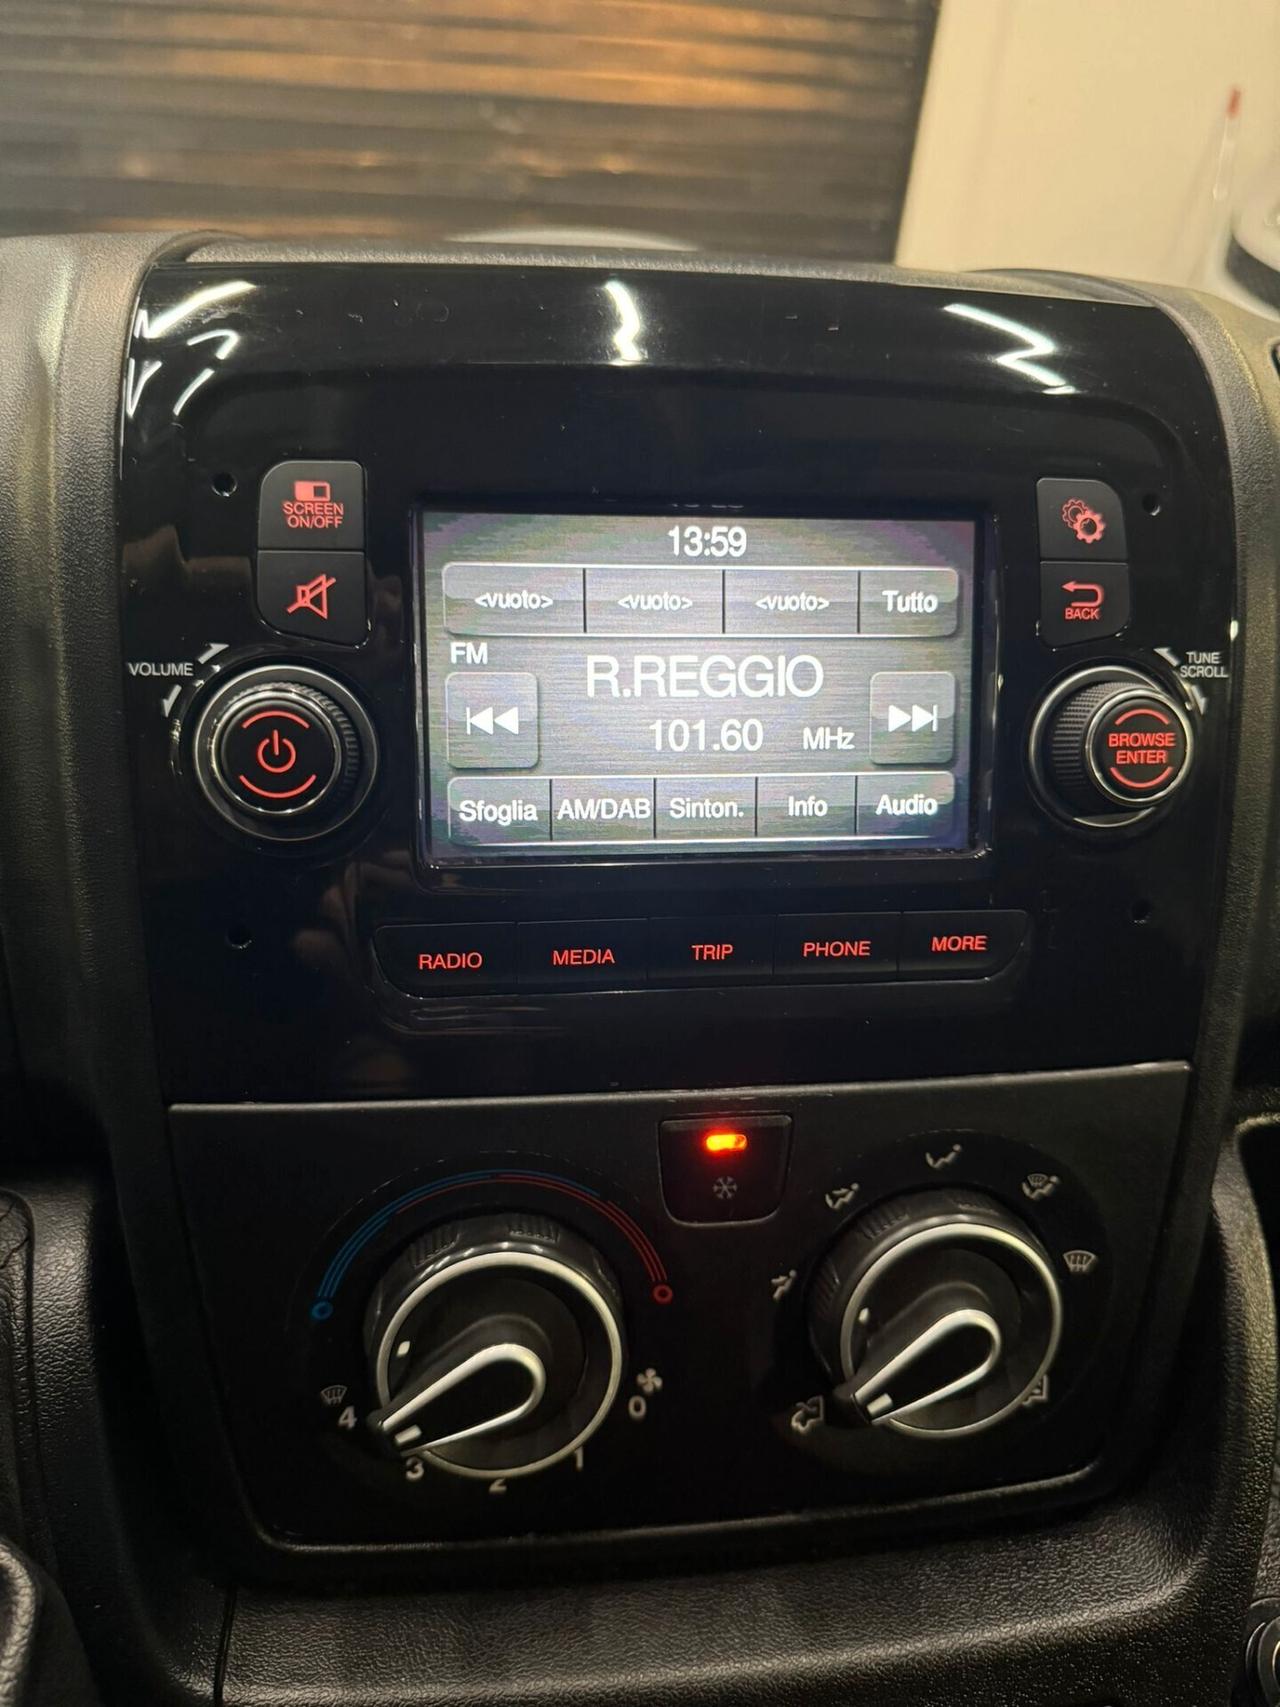 SCREEN
ON/OFF
13:59
<vuoto> <vuoto> <vuoto> Tutto
FM
R.REGGIO
101.60 MHz
Sfoglia AM/DAB Sinton. Info Audio
BACK
VOLUME
TUNE
SCROLL
BROWSE
ENTER
RADIO MEDIA TRIP PHONE MORE
4 3 2 1 0